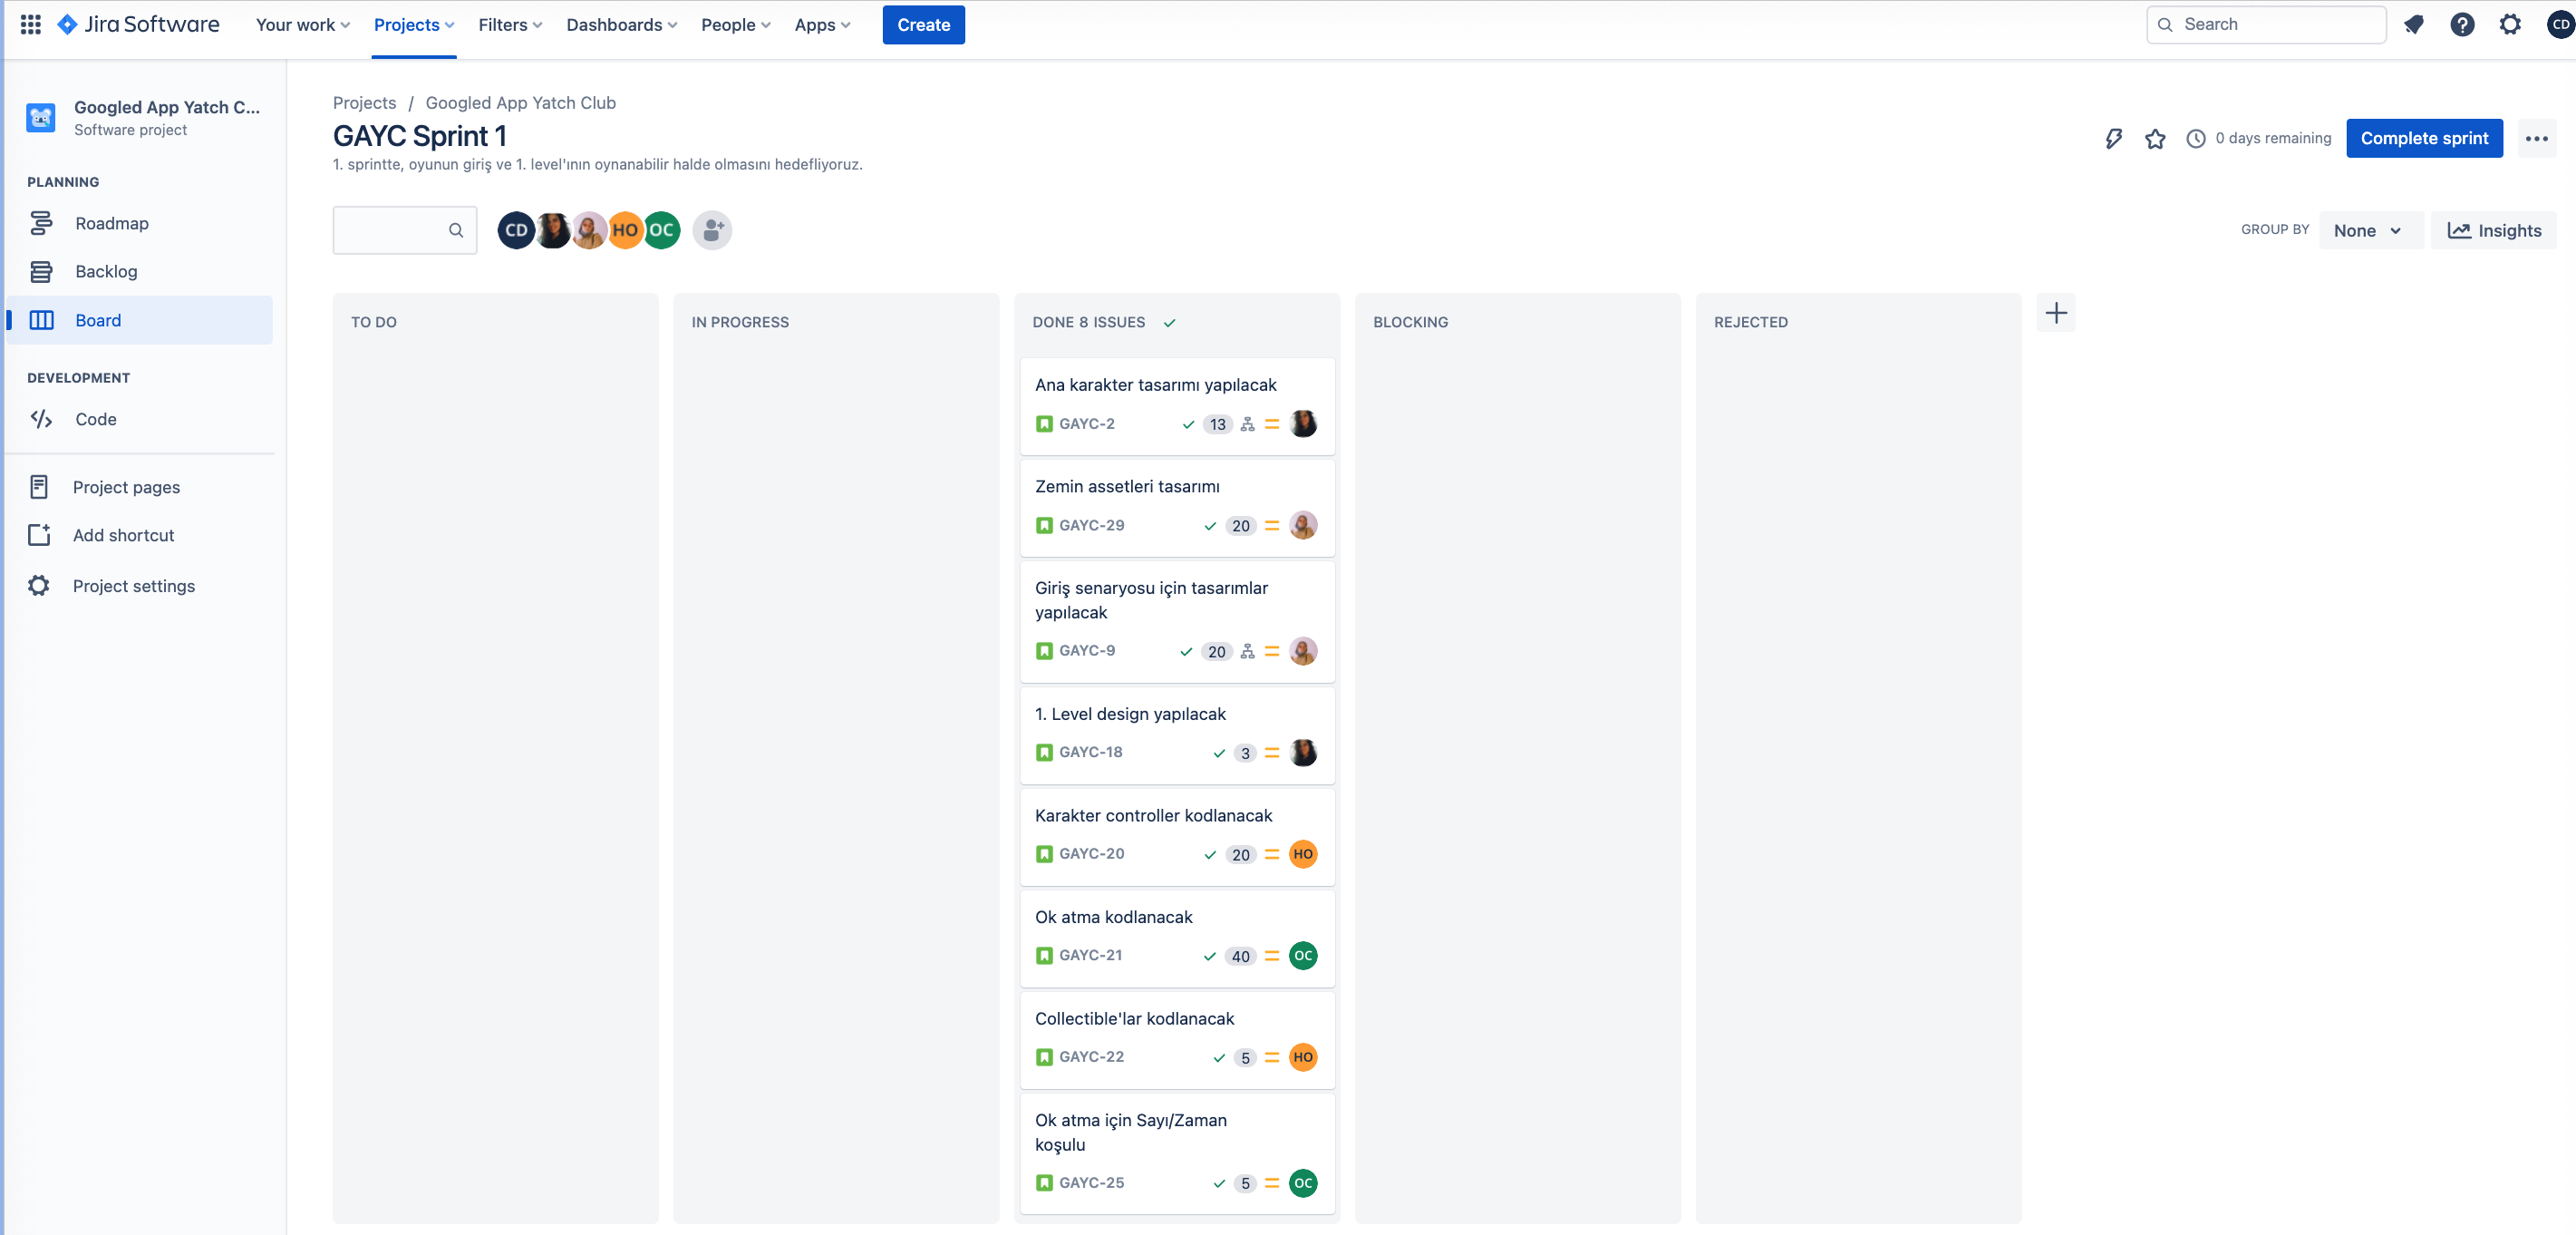 Jira Software
Your work
Projects
Filters
Dashboards
People
Apps
Create
Search
CD
Googled App Yatch C...
Software project
PLANNING
Roadmap
Backlog
Board
DEVELOPMENT
Code
Project pages
Add shortcut
Project settings
Projects / Googled App Yatch Club
GAYC Sprint 1
1. sprintte, oyunun giriş ve 1. level'ının oynanabilir halde olmasını hedefliyoruz.
0 days remaining
Complete sprint
CD
HO
OC
GROUP BY
None
Insights
TO DO
IN PROGRESS
DONE 8 ISSUES
BLOCKING
REJECTED
Ana karakter tasarımı yapılacak
GAYC-2
13
Zemin assetleri tasarımı
GAYC-29
20
Giriş senaryosu için tasarımlar
yapılacak
GAYC-9
20
1. Level design yapılacak
GAYC-18
3
Karakter controller kodlanacak
GAYC-20
20
HO
Ok atma kodlanacak
GAYC-21
40
OC
Collectible'lar kodlanacak
GAYC-22
5
HO
Ok atma için Sayı/Zaman
koşulu
GAYC-25
5
OC